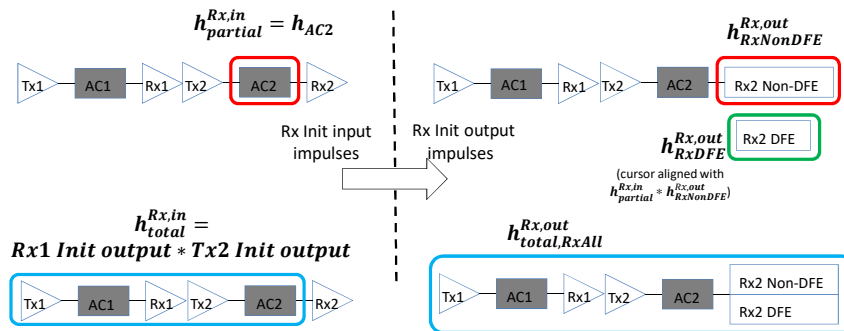 h^{Rx,in}_{partial} = h_{AC2}
Tx1 AC1 Rx1 Tx2 AC2 Rx2
Rx Init input
impulses
h^{Rx,in}_{total} =
Rx1 Init output * Tx2 Init output
Tx1 AC1 Rx1 Tx2 AC2 Rx2
h^{Rx,out}_{RxNonDFE}
Tx1 AC1 Rx1 Tx2 AC2 Rx2 Non-DFE
Rx2 DFE
Rx Init output
impulses
h^{Rx,out}_{RxDFE}
(cursor aligned with
h^{Rx,in}_{partial} * h^{Rx,out}_{RxNonDFE})
h^{Rx,out}_{total,RxAll}
Tx1 AC1 Rx1 Tx2 AC2 Rx2 Non-DFE
Rx2 DFE